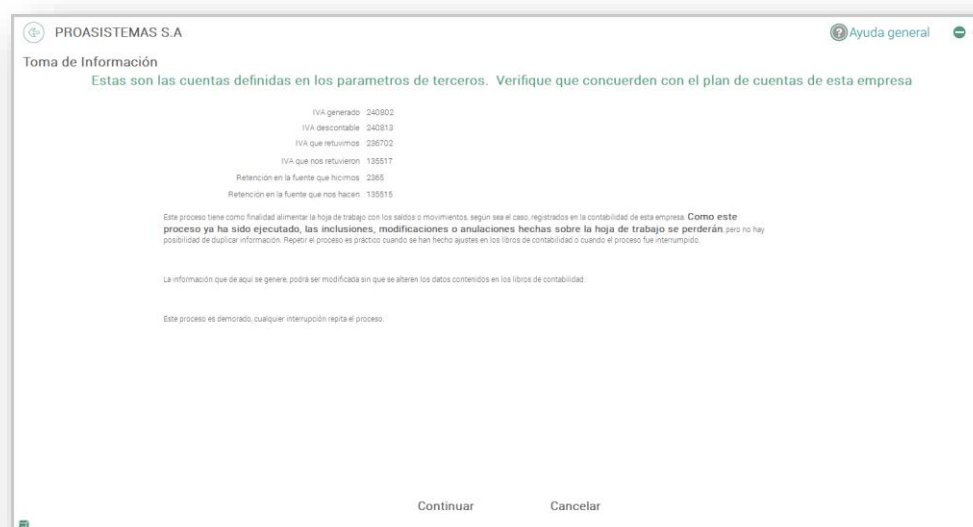 PROASISTEMAS S.A
Ayuda general
Toma de Información
Estas son las cuentas definidas en los parametros de terceros. Verifique que concuerden con el plan de cuentas de esta empresa
IVA generado 240802
IVA descontable 240813
IVA que retuvimos 236702
IVA que nos retuvieron 135517
Retención en la fuente que hicimos 2365
Retención en la fuente que nos hacen 135515
Este proceso tiene como finalidad alimentar la hoja de trabajo con los saldos o movimientos, según sea el caso, registrados en la contabilidad de esta empresa. Como este
proceso ya ha sido ejecutado, las inclusiones, modificaciones o anulaciones hechas sobre la hoja de trabajo se perderán, pero no hay
posibilidad de duplicar información. Repetir el proceso es práctico cuando se han hecho ajustes en los libros de contabilidad o cuando el proceso fue interrumpido.
La información que de aquí se genere, podrá ser modificada sin que se alteren los datos contenidos en los libros de contabilidad.
Este proceso es demorado, cualquier interrupción repita el proceso.
Continuar Cancelar